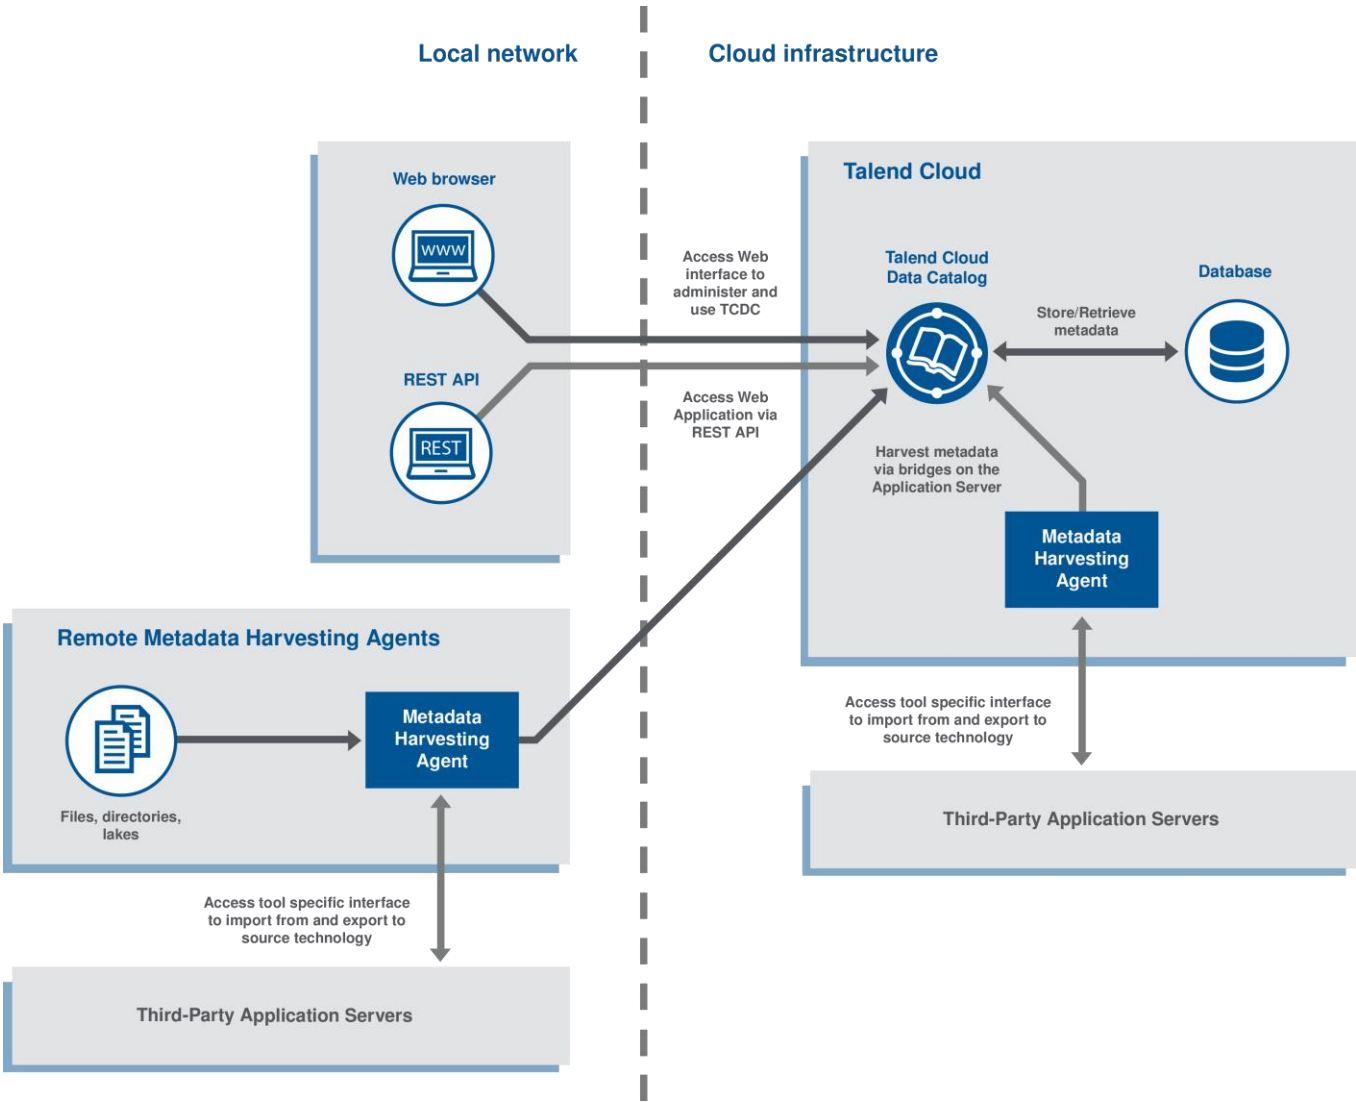 Local network
Cloud infrastructure
Web browser
WWW
REST API
REST
Access Web
interface to
administer and
use TCDC
Access Web
Application via
REST API
Talend Cloud
Talend Cloud
Data Catalog
Database
Store/Retrieve
metadata
Harvest metadata
via bridges on the
Application Server
Metadata
Harvesting
Agent
Remote Metadata Harvesting Agents
Files, directories,
lakes
Metadata
Harvesting
Agent
Access tool specific interface
to import from and export to
source technology
Third-Party Application Servers
Access tool specific interface
to import from and export to
source technology
Third-Party Application Servers